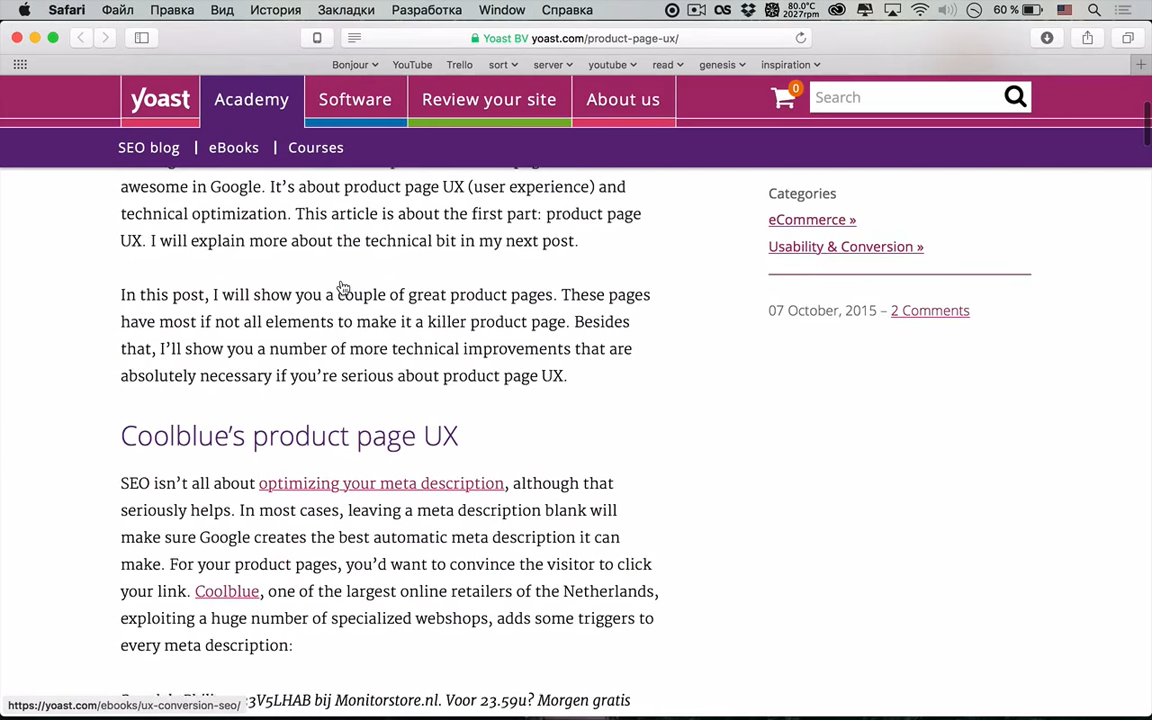 Safari Файл Правка Вид История Закладки Разработка Window Справка 80.0°C 2027rpm 60 %
Yoast BV yoast.com/product-page-ux/
Bonjour YouTube Trello sort server youtube read genesis inspiration
yoast Academy Software Review your site About us 0 Search
SEO blog | eBooks | Courses
awesome in Google. It’s about product page UX (user experience) and
technical optimization. This article is about the first part: product page
UX. I will explain more about the technical bit in my next post.
In this post, I will show you a couple of great product pages. These pages
have most if not all elements to make it a killer product page. Besides
that, I’ll show you a number of more technical improvements that are
absolutely necessary if you’re serious about product page UX.
Coolblue’s product page UX
SEO isn’t all about optimizing your meta description, although that
seriously helps. In most cases, leaving a meta description blank will
make sure Google creates the best automatic meta description it can
make. For your product pages, you’d want to convince the visitor to click
your link. Coolblue, one of the largest online retailers of the Netherlands,
exploiting a huge number of specialized webshops, adds some triggers to
every meta description:
33V5LHAB bij Monitorstore.nl. Voor 23.59u? Morgen gratis
Categories
eCommerce »
Usability & Conversion »
07 October, 2015 – 2 Comments
https://yoast.com/ebooks/ux-conversion-seo/